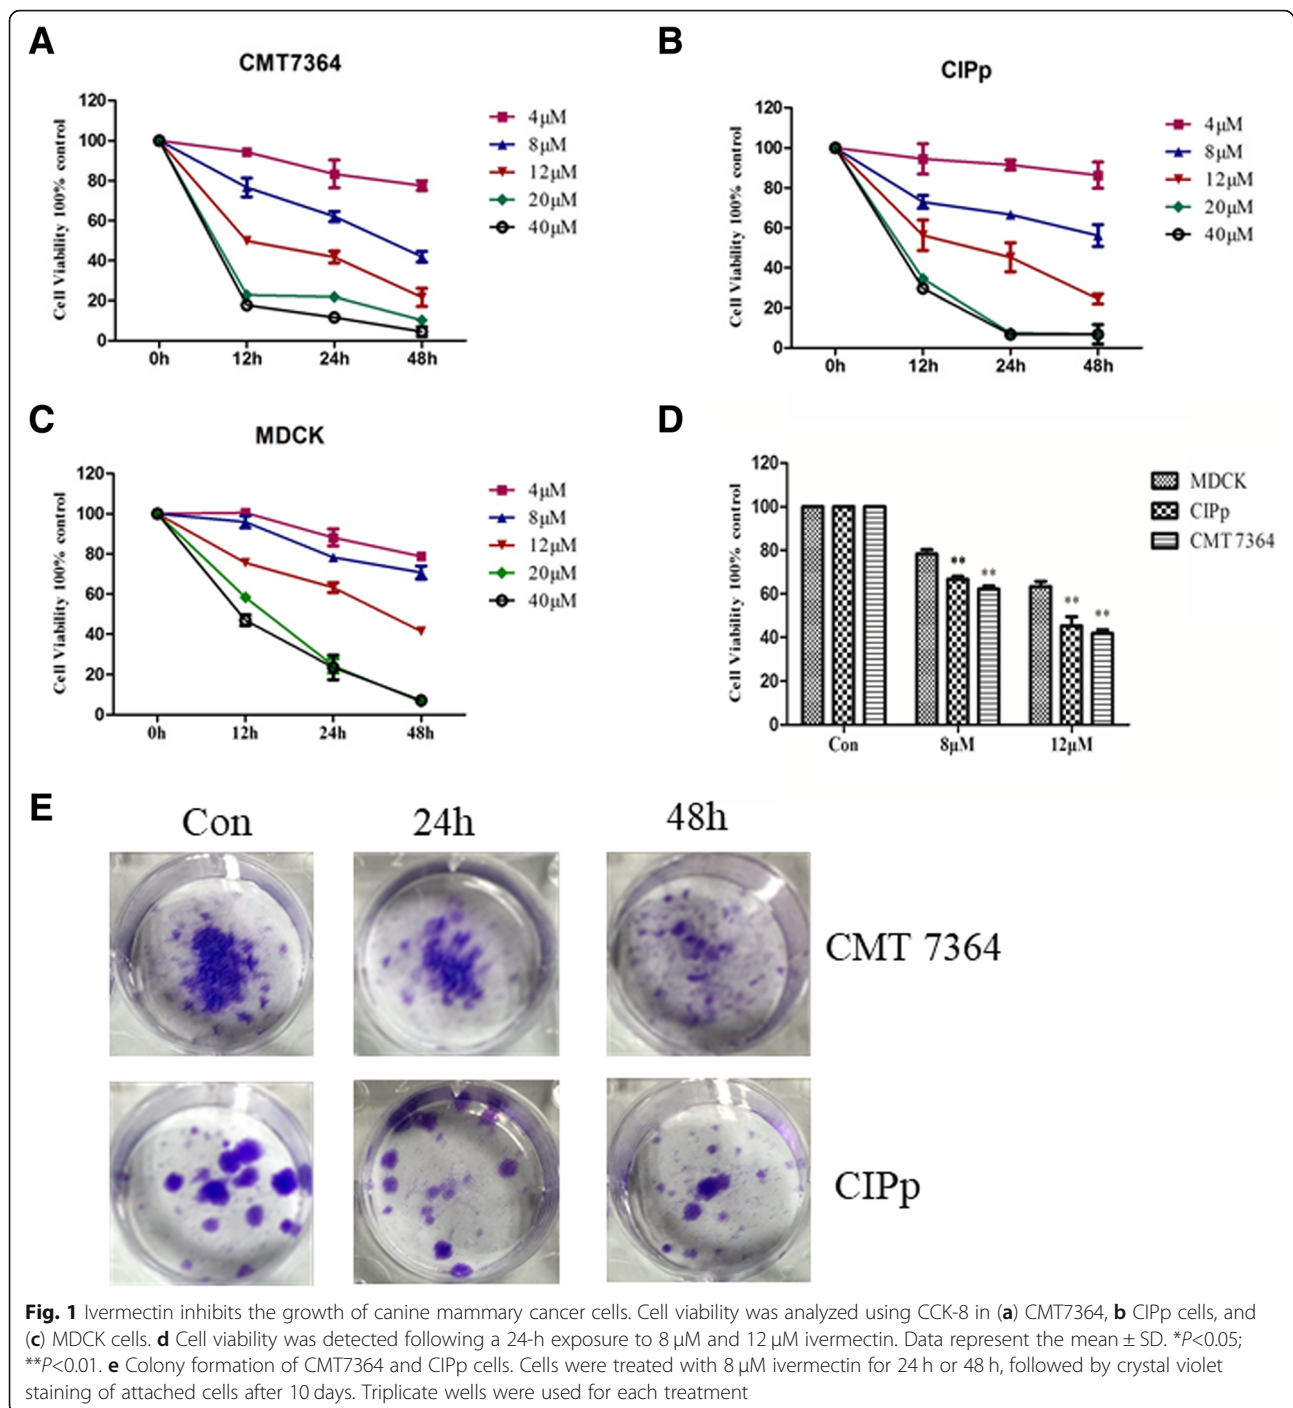 A
CMT7364
Cell Viability 100% control
120
100
80
60
40
20
0
0h 12h 24h 48h
4μM
8μM
12μM
20μM
40μM
B
CIPp
Cell Viability 100% control
120
100
80
60
40
20
0
0h 12h 24h 48h
4μM
8μM
12μM
20μM
40μM
C
MDCK
Cell Viability 100% control
120
100
80
60
40
20
0
0h 12h 24h 48h
4μM
8μM
12μM
20μM
40μM
D
Cell Viability 100% control
120
100
80
60
40
20
0
** **
** **
Con 8μM 12μM
MDCK
CIPp
CMT7364
E
Con 24h 48h
CMT 7364
CIPp
Fig. 1 Ivermectin inhibits the growth of canine mammary cancer cells. Cell viability was analyzed using CCK-8 in (a) CMT7364, b CIPp cells, and
(c) MDCK cells. d Cell viability was detected following a 24-h exposure to 8 μM and 12 μM ivermectin. Data represent the mean ± SD. *P<0.05;
**P<0.01. e Colony formation of CMT7364 and CIPp cells. Cells were treated with 8 μM ivermectin for 24 h or 48 h, followed by crystal violet
staining of attached cells after 10 days. Triplicate wells were used for each treatment